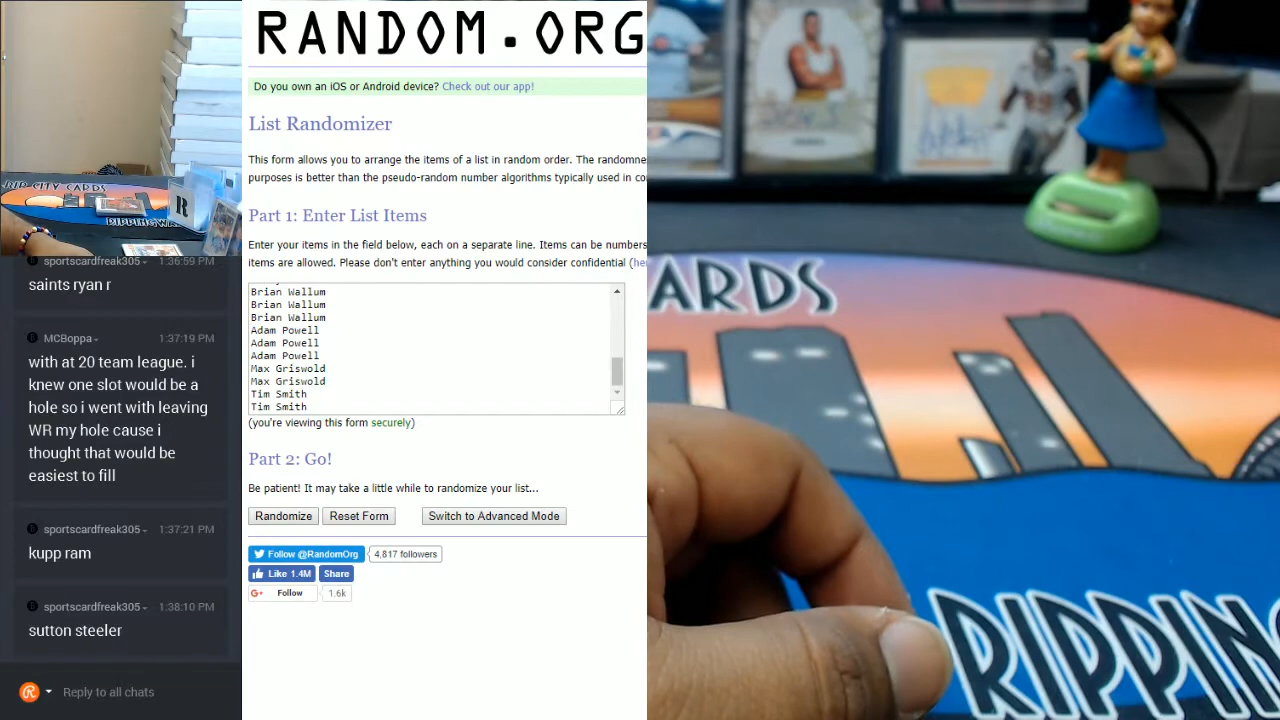 RIP CITY CARDS
R
RIPPINGWA
sportscardfreak305 1:36:59 PM
saints ryan r
MCBoppa 1:37:19 PM
with at 20 team league. i
knew one slot would be a
hole so i went with leaving
WR my hole cause i
thought that would be
easiest to fill
sportscardfreak305 1:37:21 PM
kupp ram
sportscardfreak305 1:38:10 PM
sutton steeler
Reply to all chats
RANDOM.ORG
Do you own an iOS or Android device? Check out our app!
List Randomizer
This form allows you to arrange the items of a list in random order. The randomne
purposes is better than the pseudo-random number algorithms typically used in co
Part 1: Enter List Items
Enter your items in the field below, each on a separate line. Items can be numbers
items are allowed. Please don't enter anything you would consider confidential (he
Brian Wallum
Brian Wallum
Brian Wallum
Adam Powell
Adam Powell
Adam Powell
Max Griswold
Max Griswold
Tim Smith
Tim Smith
(you're viewing this form securely)
Part 2: Go!
Be patient! It may take a little while to randomize your list...
Randomize Reset Form Switch to Advanced Mode
Follow @RandomOrg 4,817 followers
Like 1.4M Share
G+ Follow 1.6k
CARDS
RIPPIN